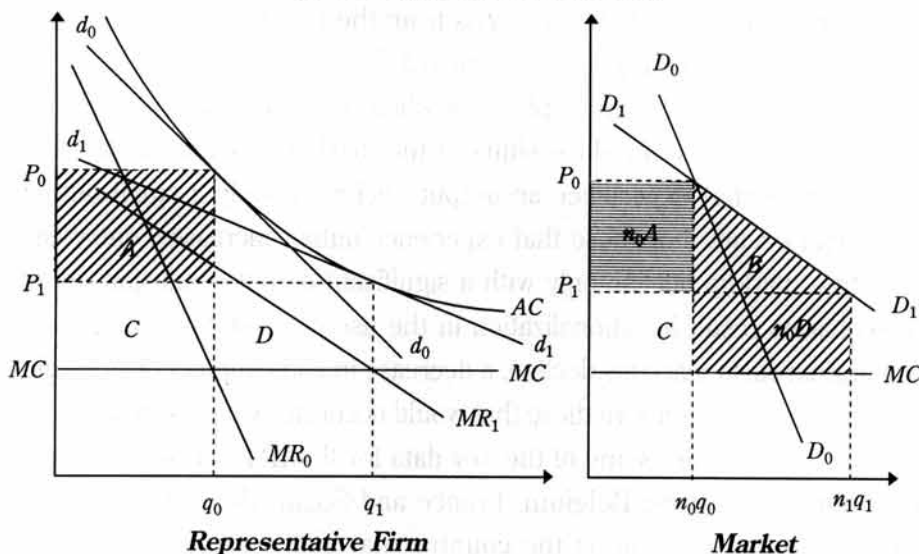 d₀
d₁
P₀
P₁
A
C
D
MC
AC
d₀
d₁
MC
MR₁
MR₀
q₀
q₁
Representative Firm
D₀
D₁
P₀
P₁
n₀A
B
C
n₀D
D₁
MC
D₀
n₀q₀
n₁q₁
Market